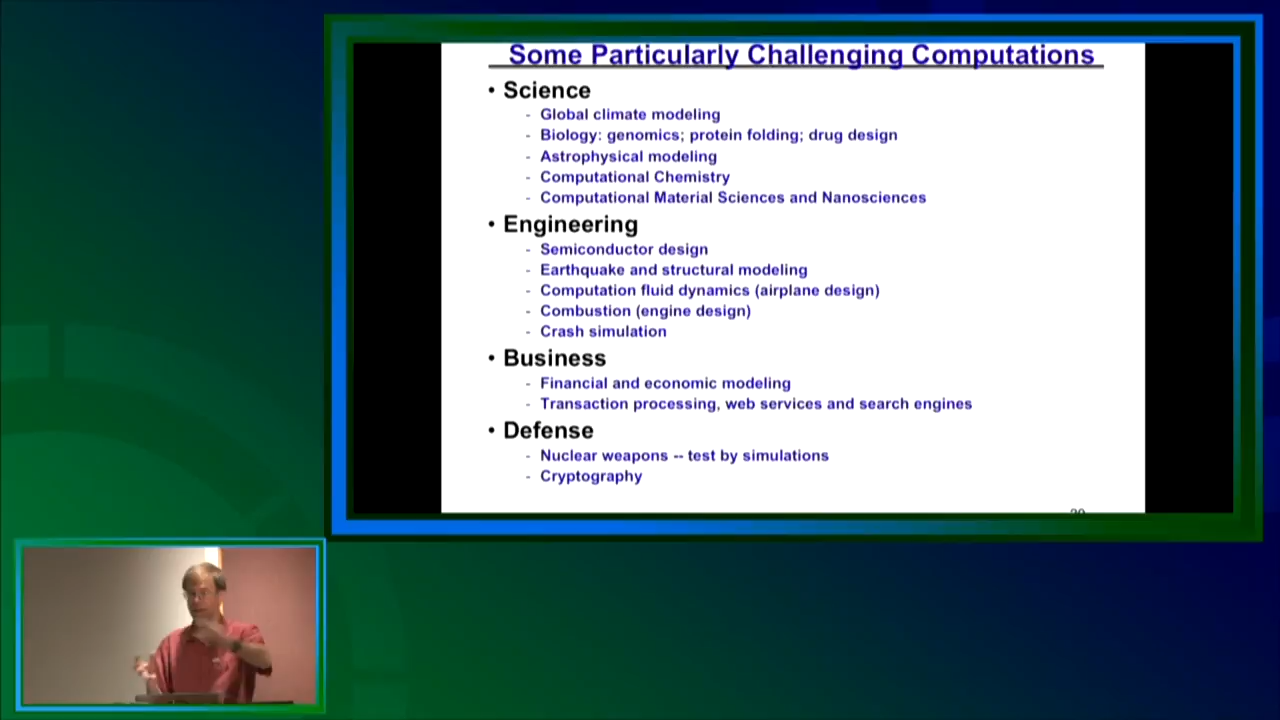 Some Particularly Challenging Computations
• Science
- Global climate modeling
- Biology: genomics; protein folding; drug design
- Astrophysical modeling
- Computational Chemistry
- Computational Material Sciences and Nanosciences
• Engineering
- Semiconductor design
- Earthquake and structural modeling
- Computation fluid dynamics (airplane design)
- Combustion (engine design)
- Crash simulation
• Business
- Financial and economic modeling
- Transaction processing, web services and search engines
• Defense
- Nuclear weapons -- test by simulations
- Cryptography